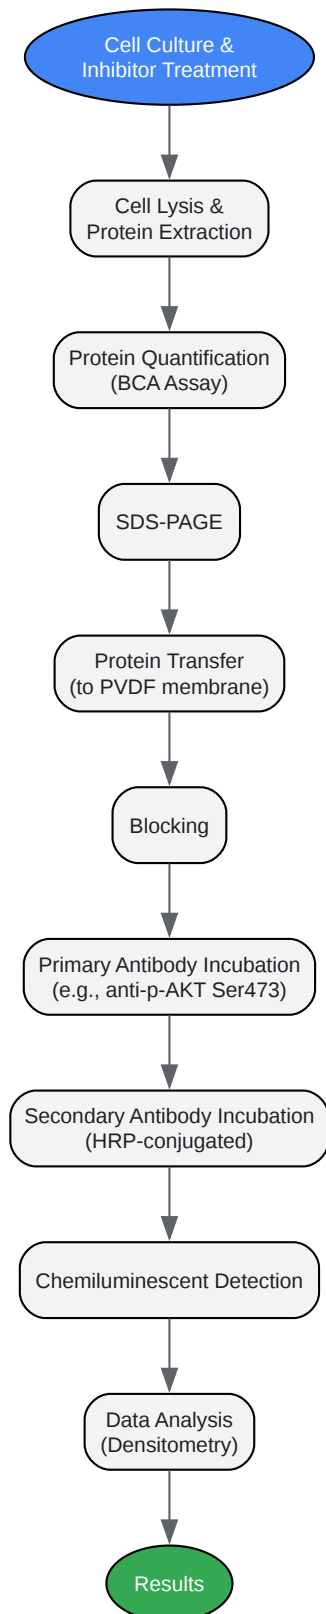 Cell Culture &
Inhibitor Treatment
Cell Lysis &
Protein Extraction
Protein Quantification
(BCA Assay)
SDS-PAGE
Protein Transfer
(to PVDF membrane)
Blocking
Primary Antibody Incubation
(e.g., anti-p-AKT Ser473)
Secondary Antibody Incubation
(HRP-conjugated)
Chemiluminescent Detection
Data Analysis
(Densitometry)
Results